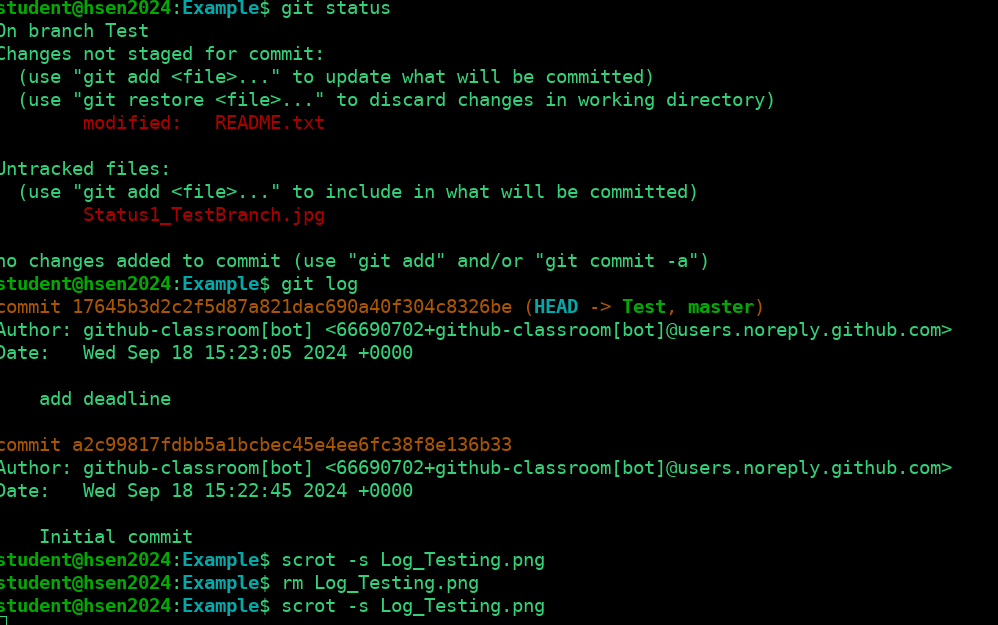 student@hsen2024:Example$ git status
On branch Test
Changes not staged for commit:
  (use "git add <file>..." to update what will be committed)
  (use "git restore <file>..." to discard changes in working directory)
        modified:   README.txt

Untracked files:
  (use "git add <file>..." to include in what will be committed)
        Status1_TestBranch.jpg

no changes added to commit (use "git add" and/or "git commit -a")
student@hsen2024:Example$ git log
commit 17645b3d2c2f5d87a821dac690a40f304c8326be (HEAD -> Test, master)
Author: github-classroom[bot] <66690702+github-classroom[bot]@users.noreply.github.com>
Date:   Wed Sep 18 15:23:05 2024 +0000

    add deadline

commit a2c99817fdbb5a1bcbec45e4ee6fc38f8e136b33
Author: github-classroom[bot] <66690702+github-classroom[bot]@users.noreply.github.com>
Date:   Wed Sep 18 15:22:45 2024 +0000

    Initial commit
student@hsen2024:Example$ scrot -s Log_Testing.png
student@hsen2024:Example$ rm Log_Testing.png
student@hsen2024:Example$ scrot -s Log_Testing.png